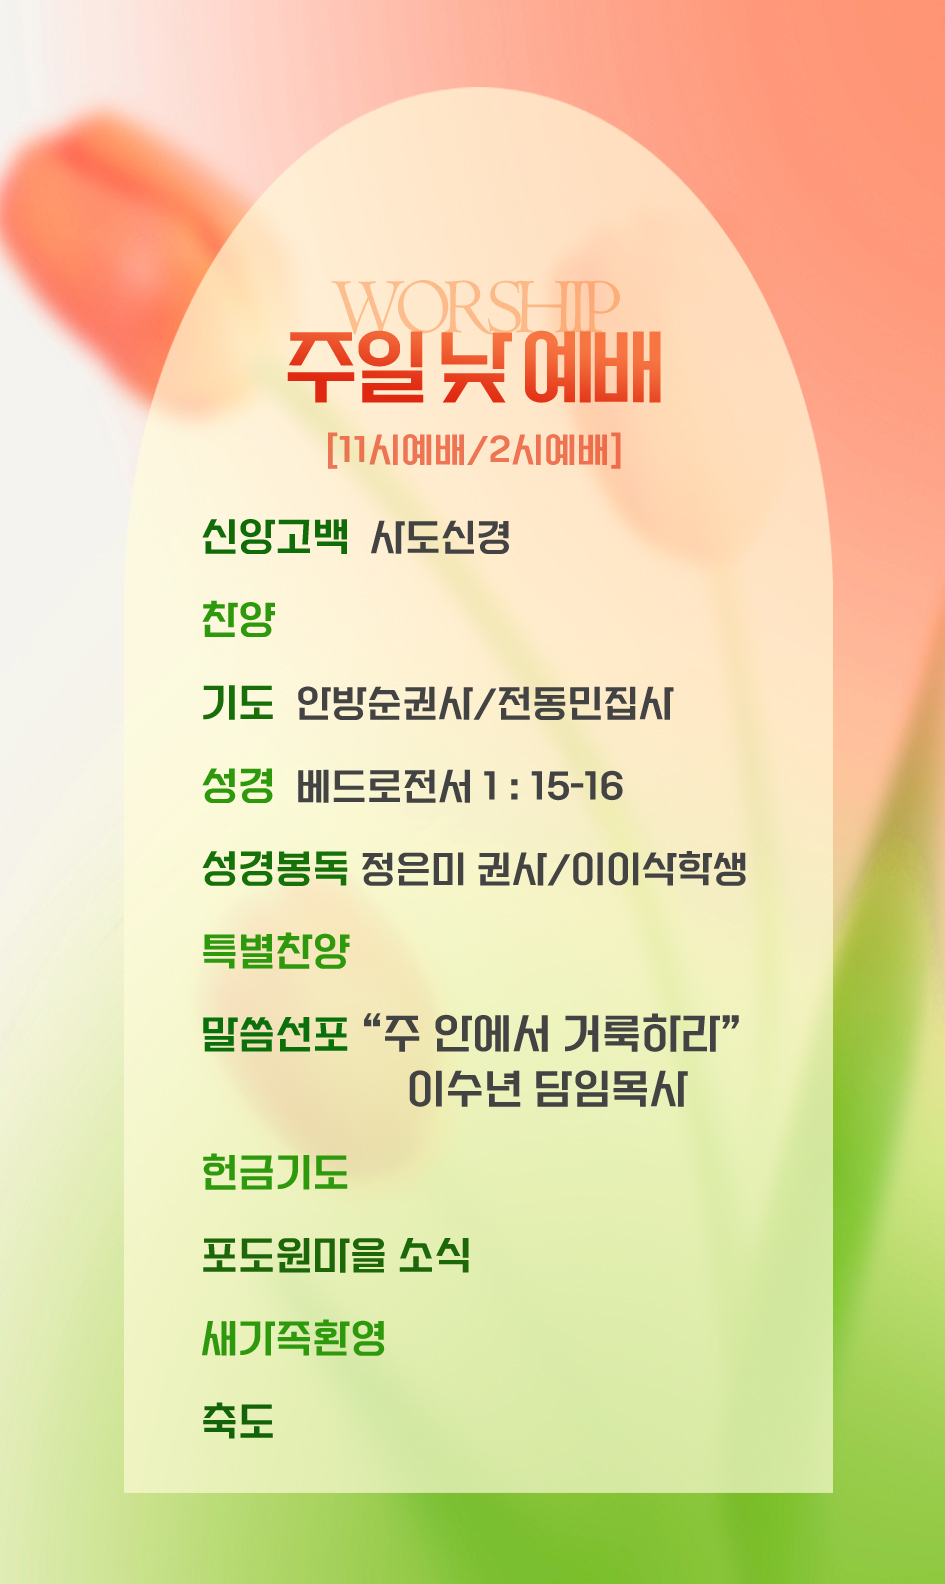 WORSHIP
주일 낮 예배
[11시예배/2시예배]
신앙고백 사도신경
찬양
기도 안방순권사/전동민집사
성경 베드로전서 1 : 15-16
성경봉독 정은미 권사/이이삭학생
특별찬양
말씀선포 “주 안에서 거룩하라”
이수년 담임목사
헌금기도
포도원마을 소식
새가족환영
축도